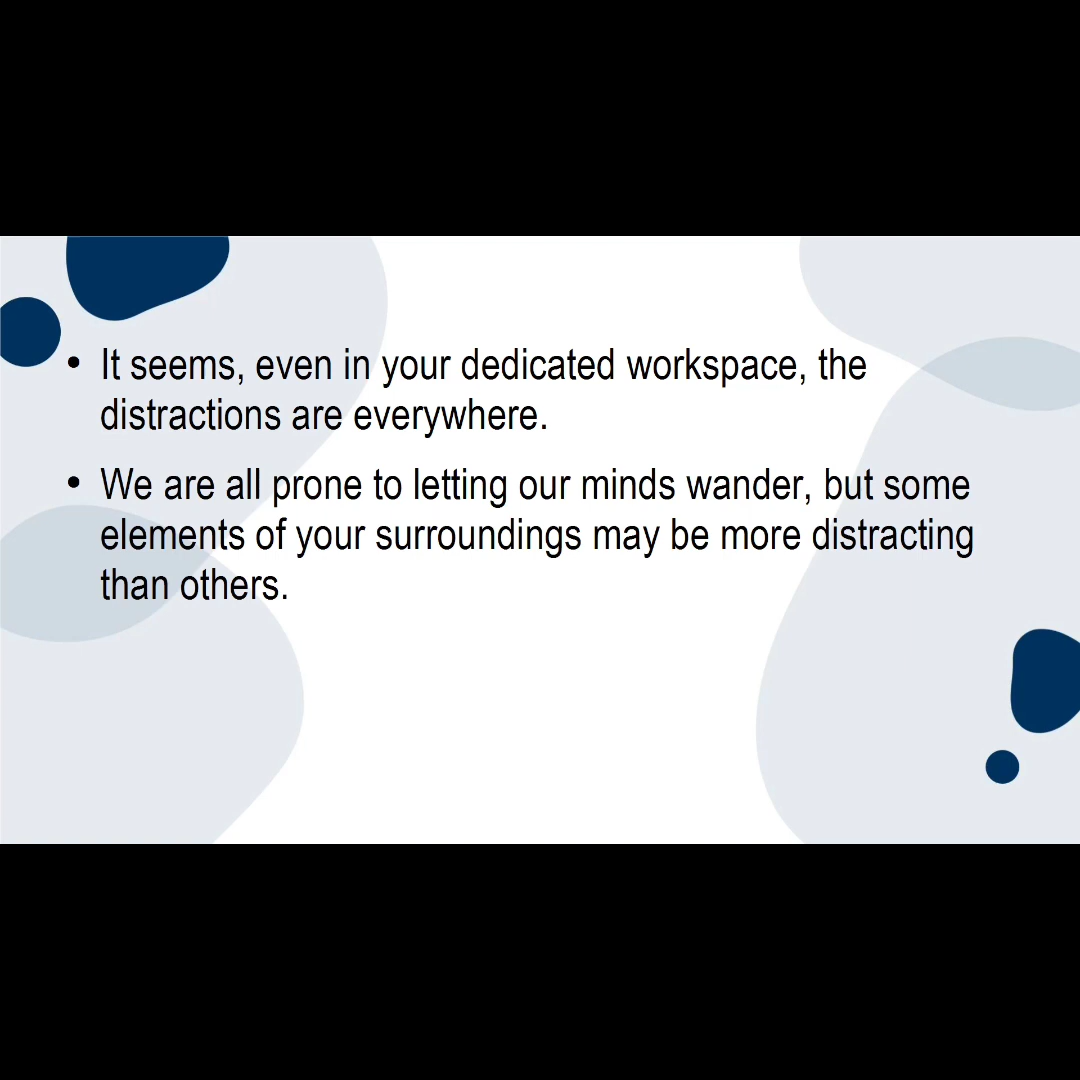 • It seems, even in your dedicated workspace, the
distractions are everywhere.
• We are all prone to letting our minds wander, but some
elements of your surroundings may be more distracting
than others.